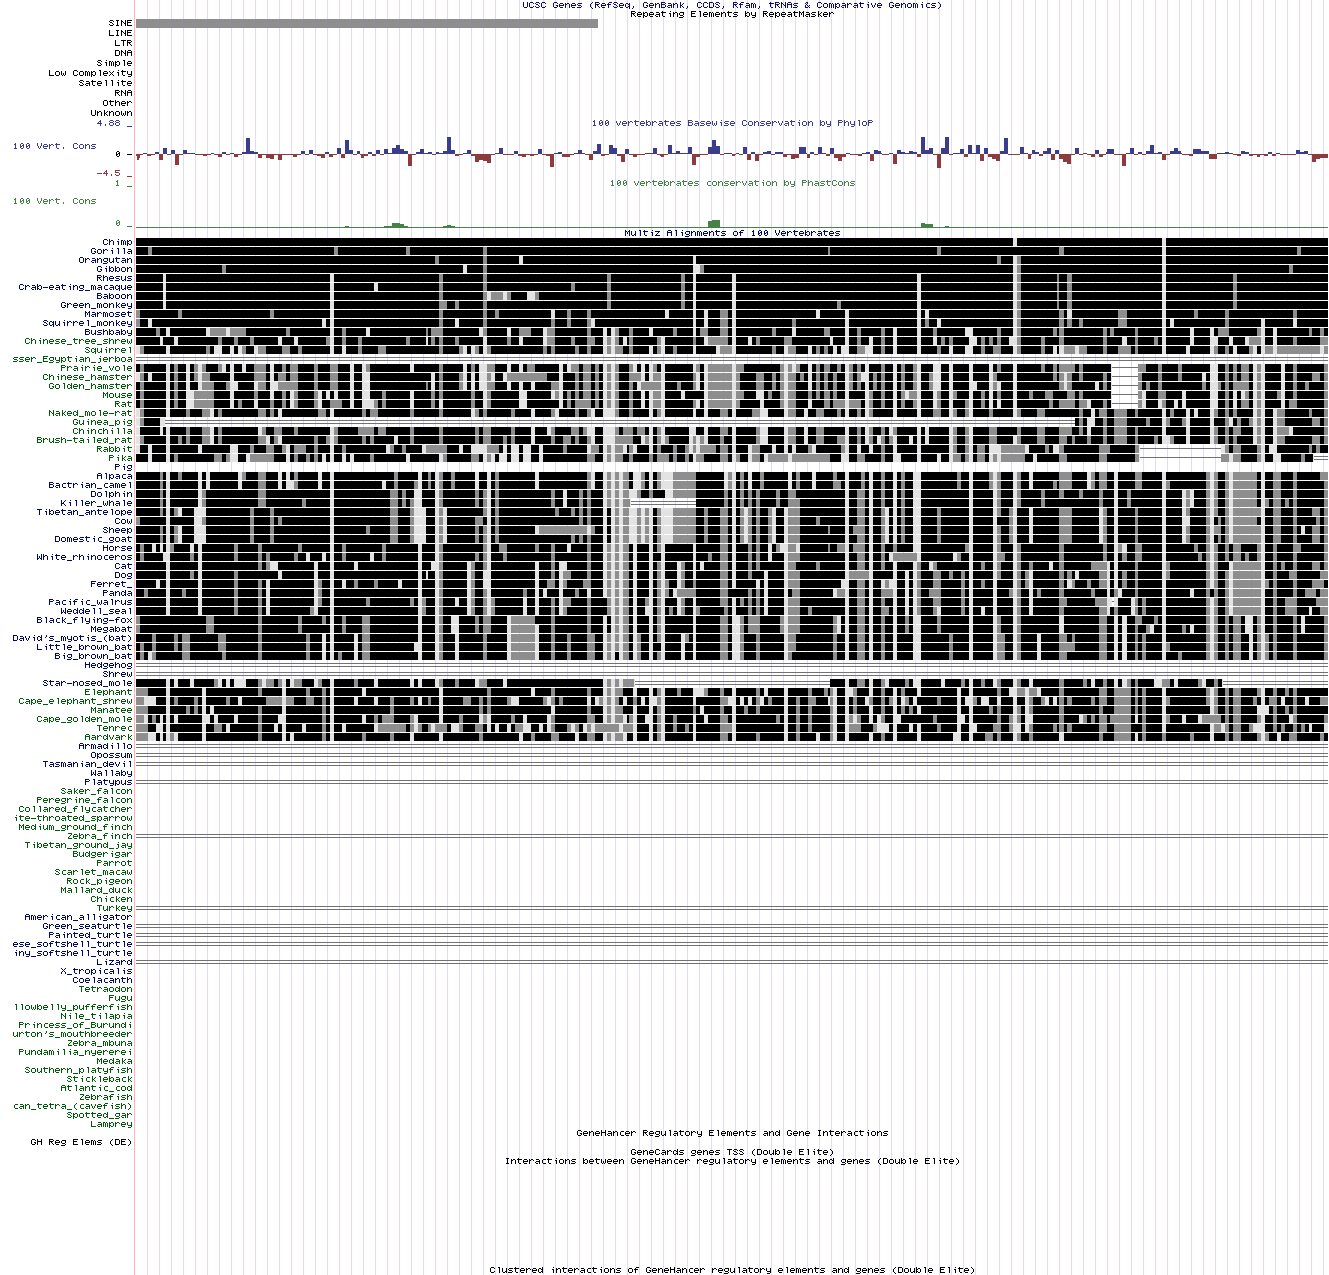 UCSC Genes (RefSeq, GenBank, CCDS, Rfam, tRNAs & Comparative Genomics)
Repeating Elements by RepeatMasker
SINE
LINE
LTR
DNA
Simple
Low Complexity
Satellite
RNA
Other
Unknown
100 vertebrates Basewise Conservation by PhyloP
4.88 _
100 Vert. Cons
0 _
-4.5 _
100 vertebrates conservation by PhastCons
1 _
100 Vert. Cons
0 _
Multiz Alignments of 100 Vertebrates
Chimp
Gorilla
Orangutan
Gibbon
Rhesus
Crab-eating_macaque
Baboon
Green_monkey
Marmoset
Squirrel_monkey
Bushbaby
Chinese_tree_shrew
Squirrel
sser_Egyptian_jerboa
Prairie_vole
Chinese_hamster
Golden_hamster
Mouse
Rat
Naked_mole-rat
Guinea_pig
Chinchilla
Brush-tailed_rat
Rabbit
Pika
Pig
Alpaca
Bactrian_camel
Dolphin
Killer_whale
Tibetan_antelope
Cow
Sheep
Domestic_goat
Horse
White_rhinoceros
Cat
Dog
Ferret_
Panda
Pacific_walrus
Weddell_seal
Black_flying-fox
Megabat
David's_myotis_(bat)
Little_brown_bat
Big_brown_bat
Hedgehog
Shrew
Star-nosed_mole
Elephant
Cape_elephant_shrew
Manatee
Cape_golden_mole
Tenrec
Aardvark
Armadillo
Opossum
Tasmanian_devil
Wallaby
Platypus
Saker_falcon
Peregrine_falcon
Collared_flycatcher
ite-throated_sparrow
Medium_ground_finch
Zebra_finch
Tibetan_ground_jay
Budgerigar
Parrot
Scarlet_macaw
Rock_pigeon
Mallard_duck
Chicken
Turkey
American_alligator
Green_seaturtle
Painted_turtle
ese_softshell_turtle
iny_softshell_turtle
Lizard
X_tropicalis
Coelacanth
Tetraodon
Fugu
llowbelly_pufferfish
Nile_tilapia
Princess_of_Burundi
urton's_mouthbreeder
Zebra_mbuna
Pundamilia_nyererei
Medaka
Southern_platyfish
Stickleback
Atlantic_cod
Zebrafish
can_tetra_(cavefish)
Spotted_gar
Lamprey
GeneHancer Regulatory Elements and Gene Interactions
GH Reg Elems (DE)
GeneCards genes TSS (Double Elite)
Interactions between GeneHancer regulatory elements and genes (Double Elite)
Clustered interactions of GeneHancer regulatory elements and genes (Double Elite)